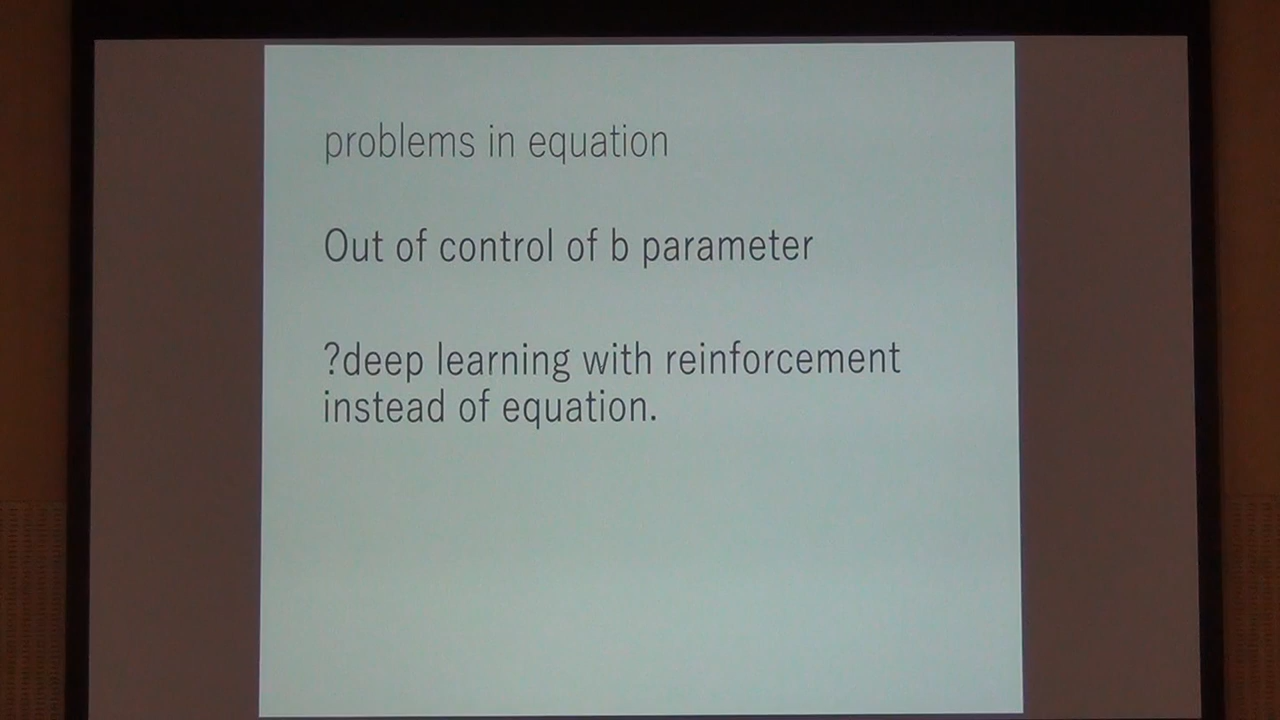 problems in equation
Out of control of b parameter
?deep learning with reinforcement
instead of equation.